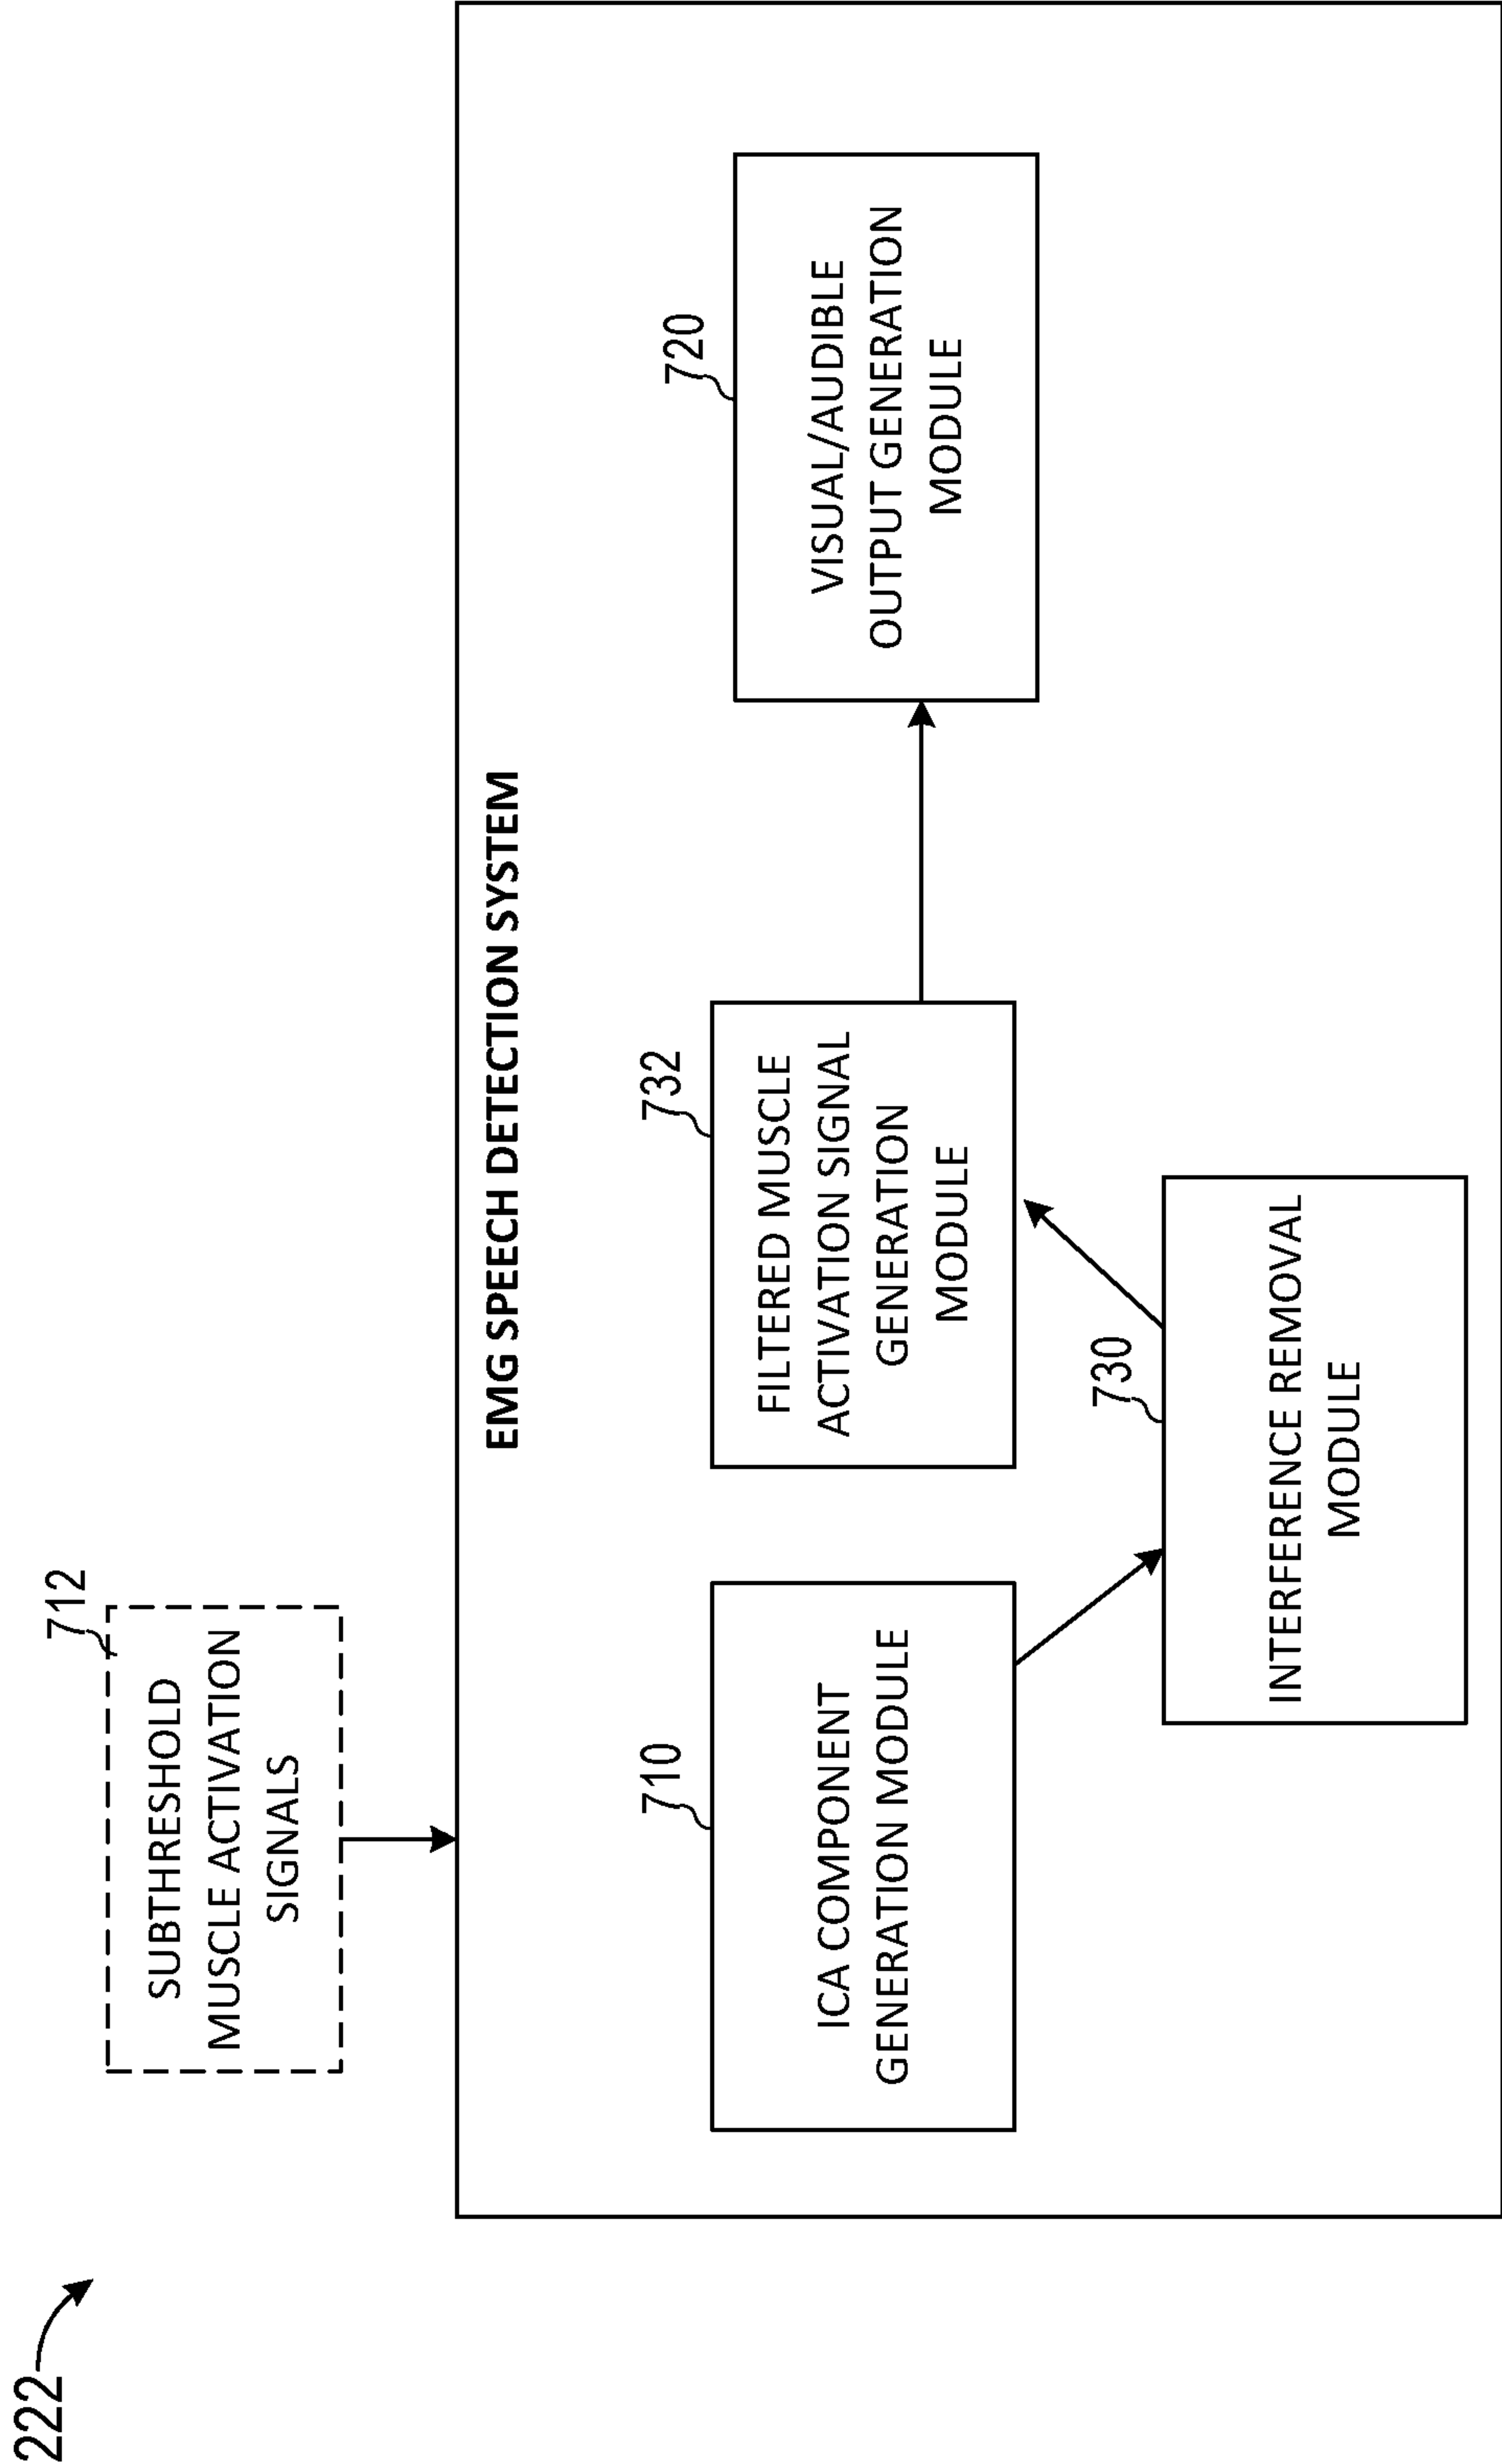 222
712
SUBTHRESHOLD
MUSCLE ACTIVATION
SIGNALS
EMG SPEECH DETECTION SYSTEM
710
ICA COMPONENT
GENERATION MODULE
732
FILTERED MUSCLE
ACTIVATION SIGNAL
GENERATION
MODULE
720
VISUAL/AUDIBLE
OUTPUT GENERATION
MODULE
730
INTERFERENCE REMOVAL
MODULE